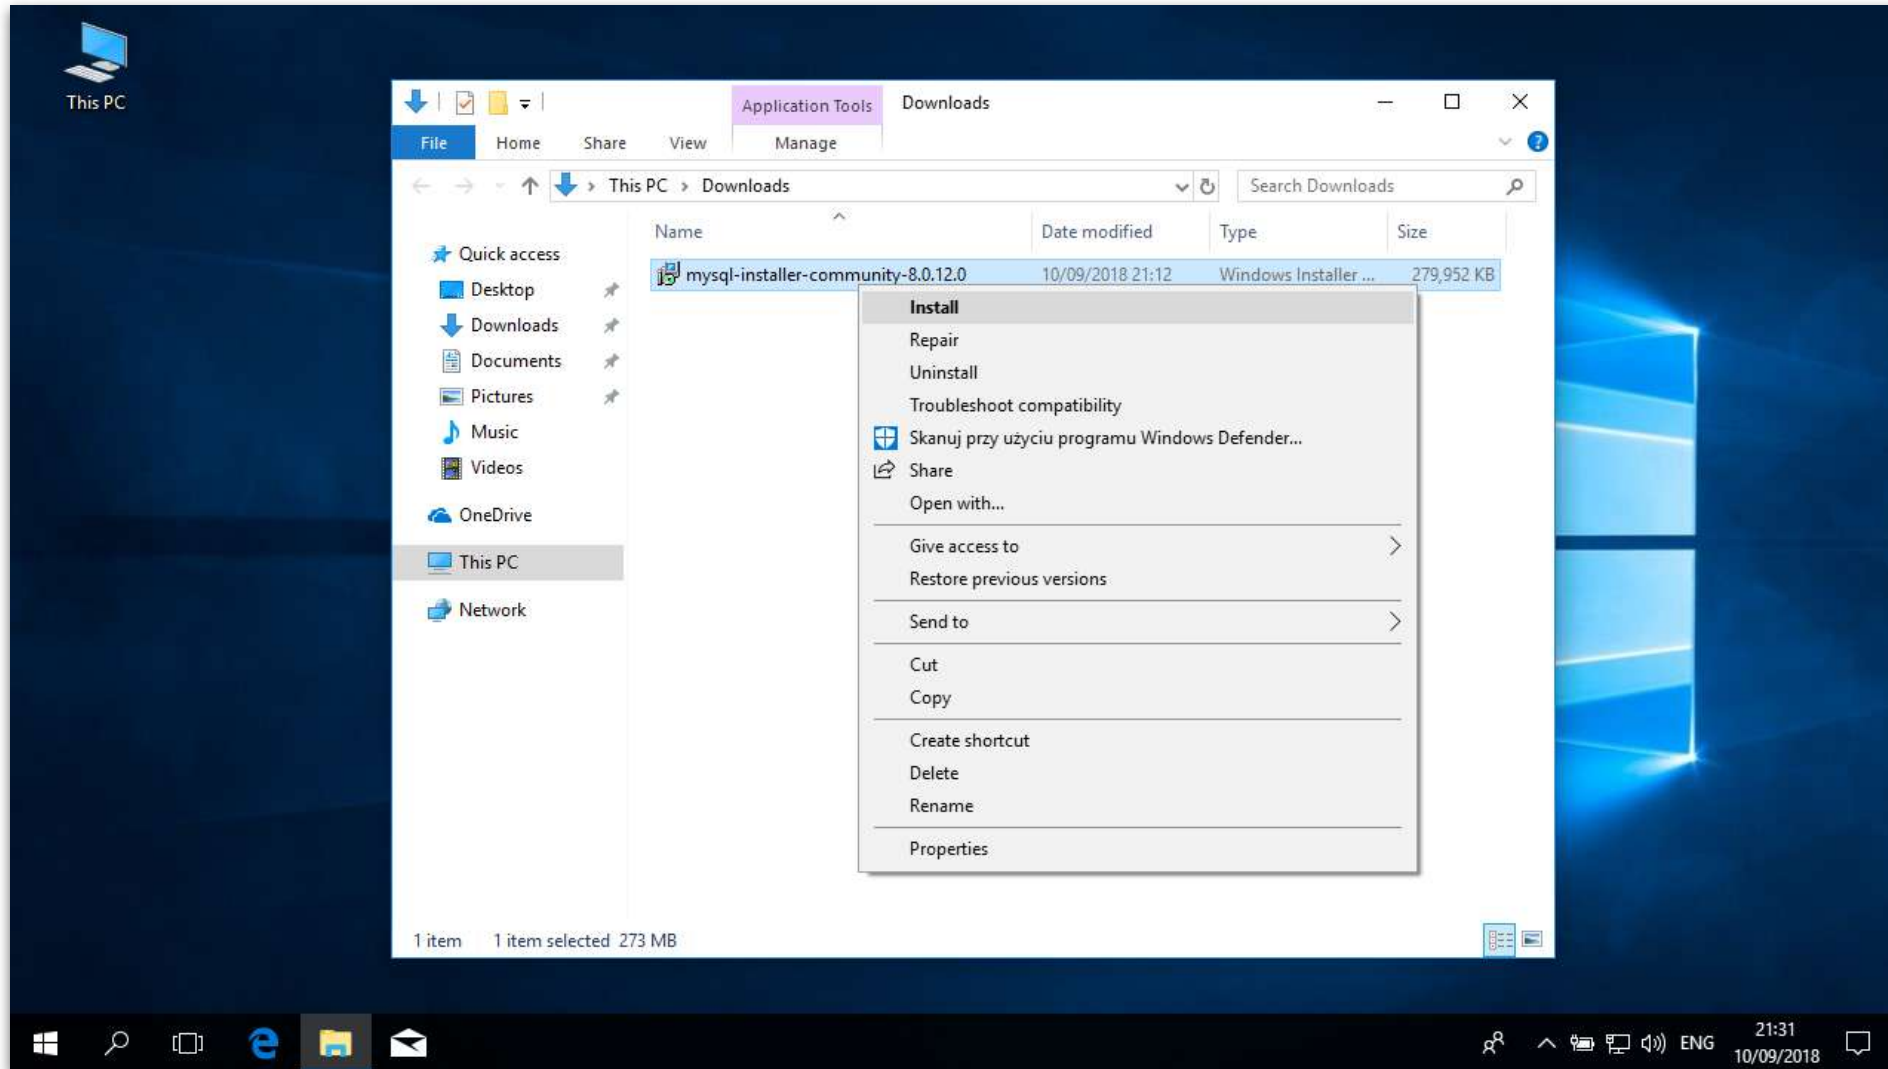 This PC
Application Tools Downloads
File Home Share View Manage
This PC Downloads Search Downloads
Name Date modified Type Size
mysql-installer-community-8.0.12.0 10/09/2018 21:12 Windows Installer ... 279,952 KB
Quick access
Desktop
Downloads
Documents
Pictures
Music
Videos
OneDrive
This PC
Network
Install
Repair
Uninstall
Troubleshoot compatibility
Skanuj przy użyciu programu Windows Defender...
Share
Open with...
Give access to
Restore previous versions
Send to
Cut
Copy
Create shortcut
Delete
Rename
Properties
1 item 1 item selected 273 MB
ENG
21:31
10/09/2018